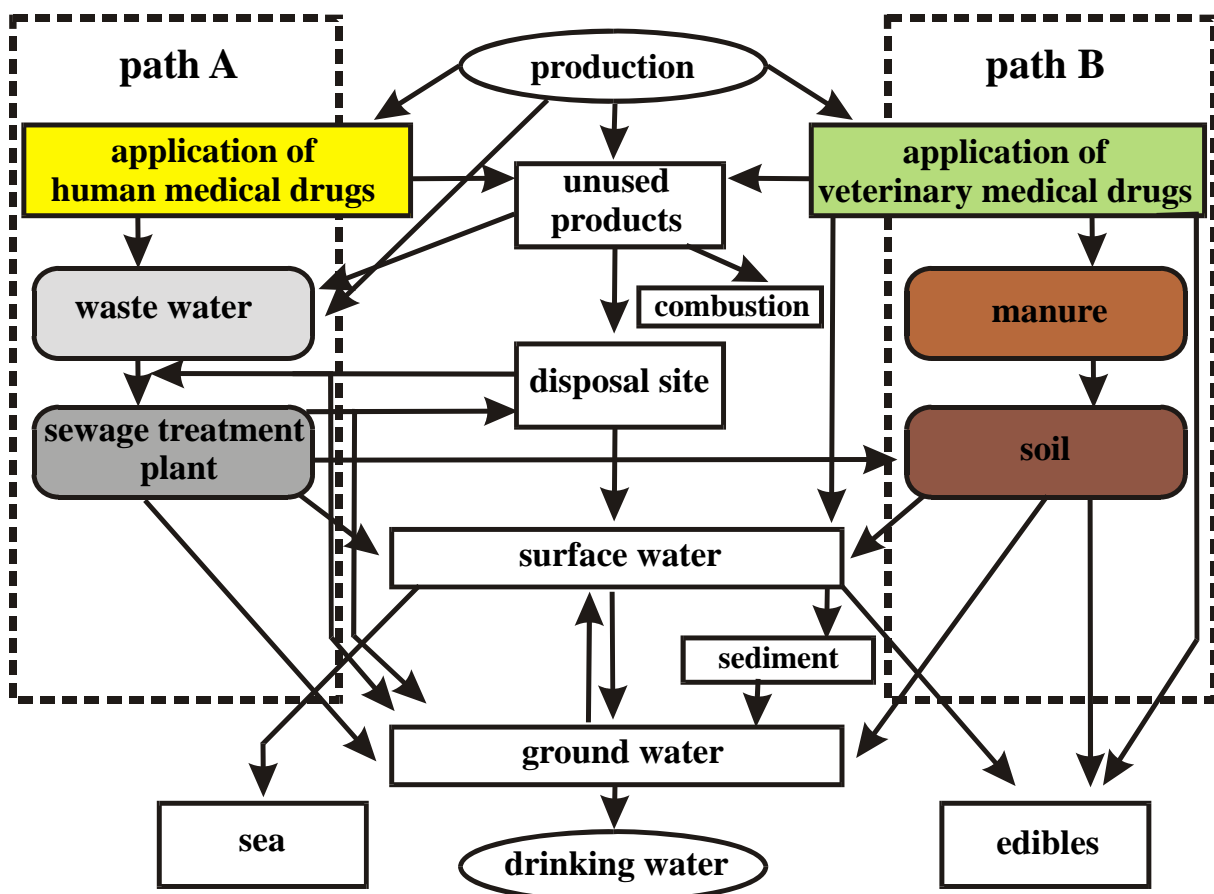 path A
production
path B
application of
human medical drugs
unused
products
application of
veterinary medical drugs
waste water
combustion
manure
disposal site
sewage treatment
plant
soil
surface water
sediment
ground water
sea
drinking water
edibles